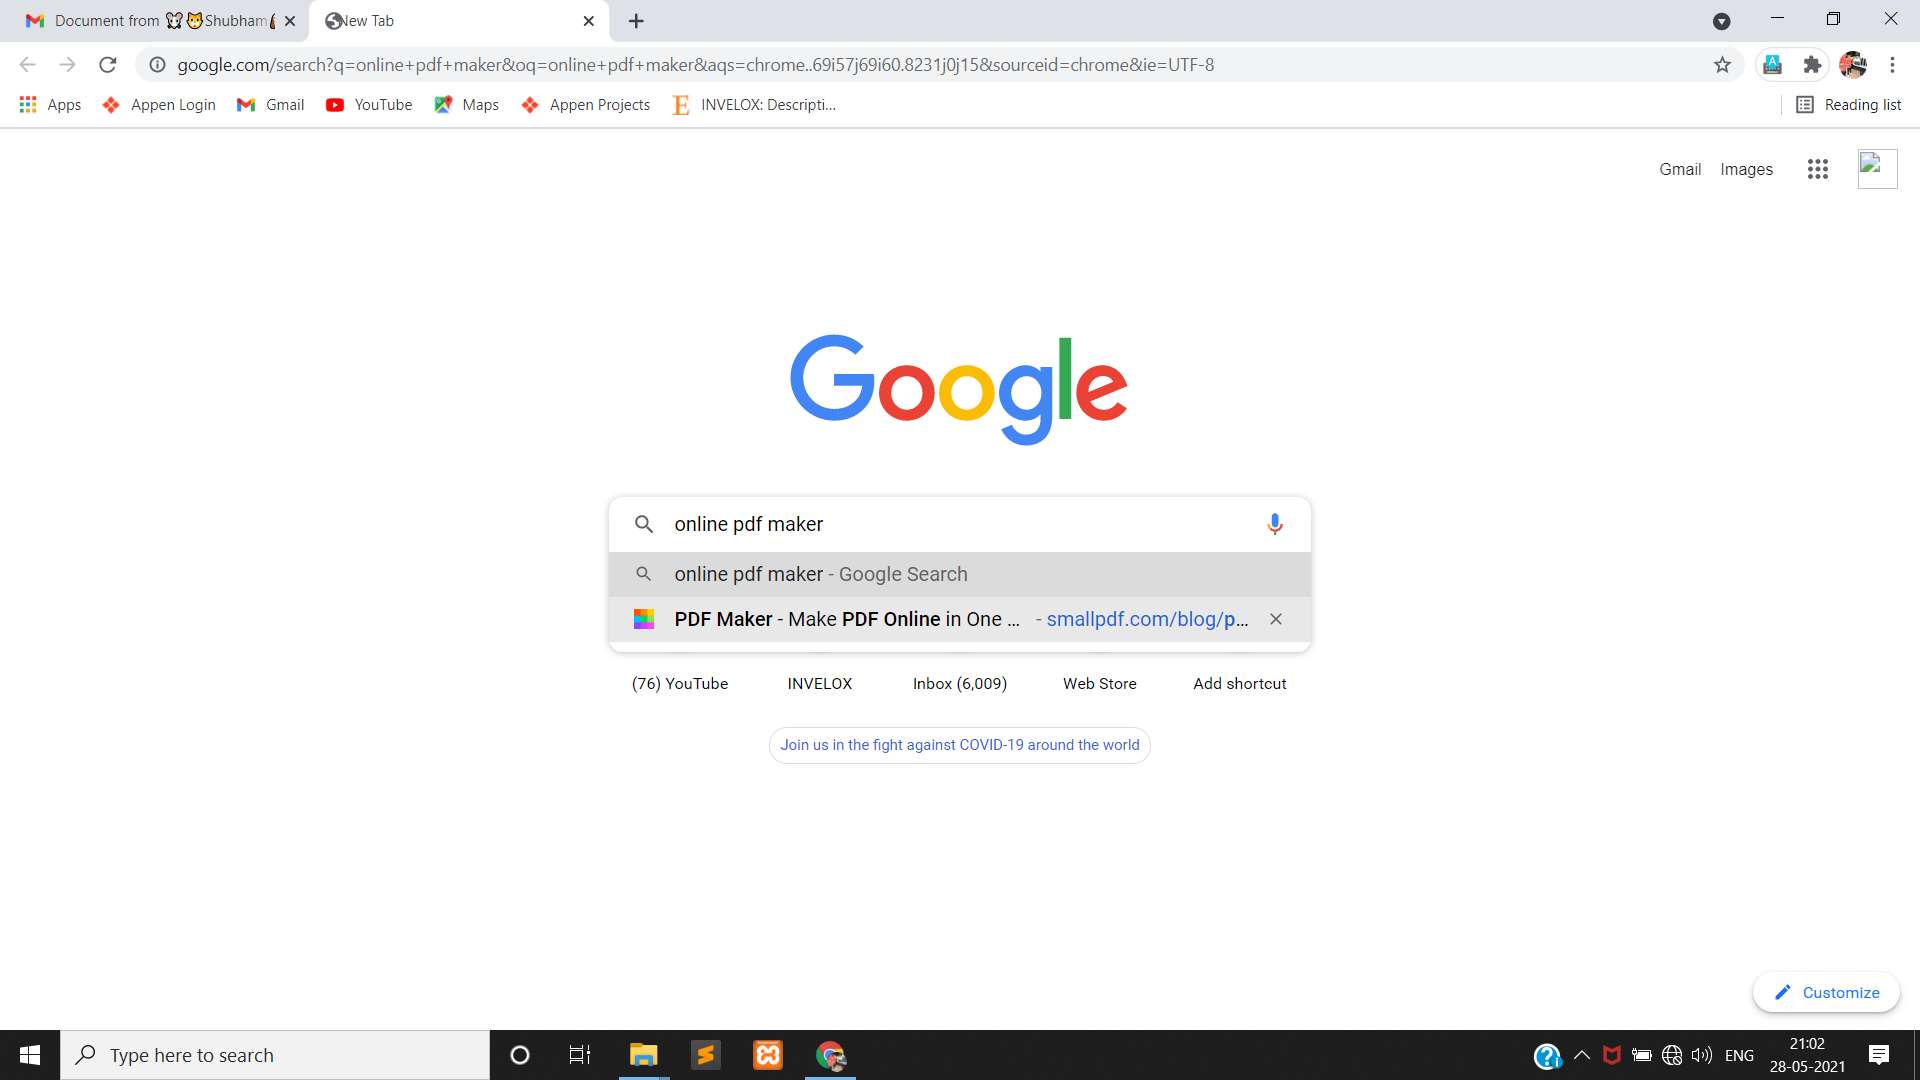 Document from 🐭🐱Shubham
New Tab
google.com/search?q=online+pdf+maker&oq=online+pdf+maker&aqs=chrome..69i57j69i60.8231j0j15&sourceid=chrome&ie=UTF-8
Apps Appen Login Gmail YouTube Maps Appen Projects INVELOX: Descripti... Reading list
Gmail Images
Google
online pdf maker
online pdf maker - Google Search
PDF Maker - Make PDF Online in One ... - smallpdf.com/blog/p...
(76) YouTube INVELOX Inbox (6,009) Web Store Add shortcut
Join us in the fight against COVID-19 around the world
Customize
Type here to search
ENG
21:02
28-05-2021